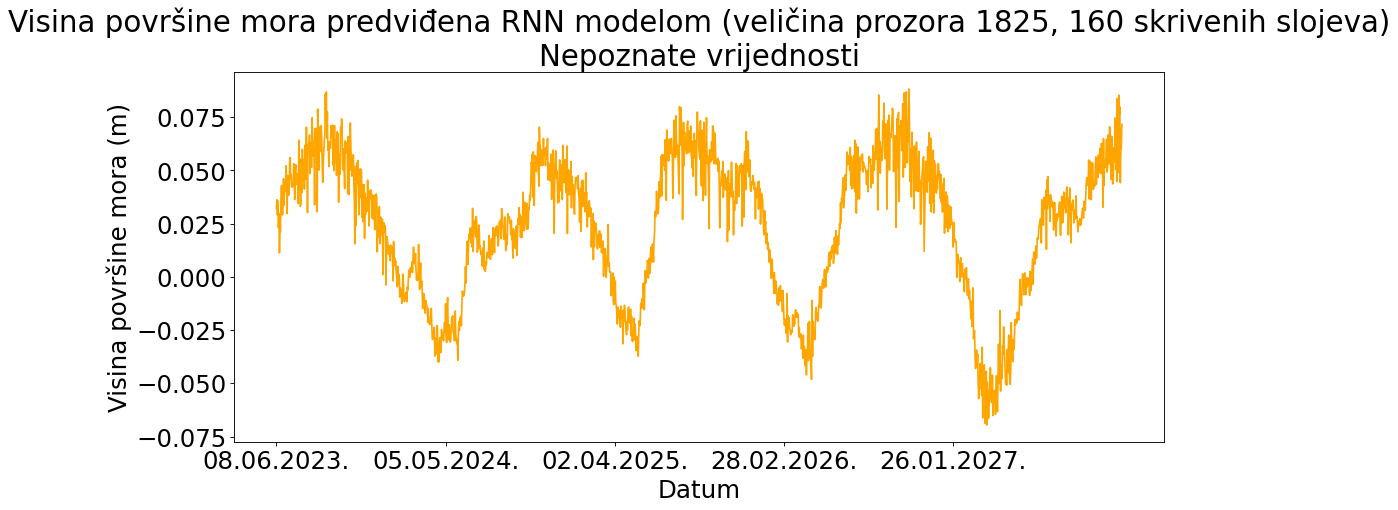 Visina površine mora predviđena RNN modelom (veličina prozora 1825, 160 skrivenih slojeva)
Nepoznate vrijednosti
Visina površine mora (m)
0.075
0.050
0.025
0.000
−0.025
−0.050
−0.075
08.06.2023. 05.05.2024. 02.04.2025. 28.02.2026. 26.01.2027.
Datum